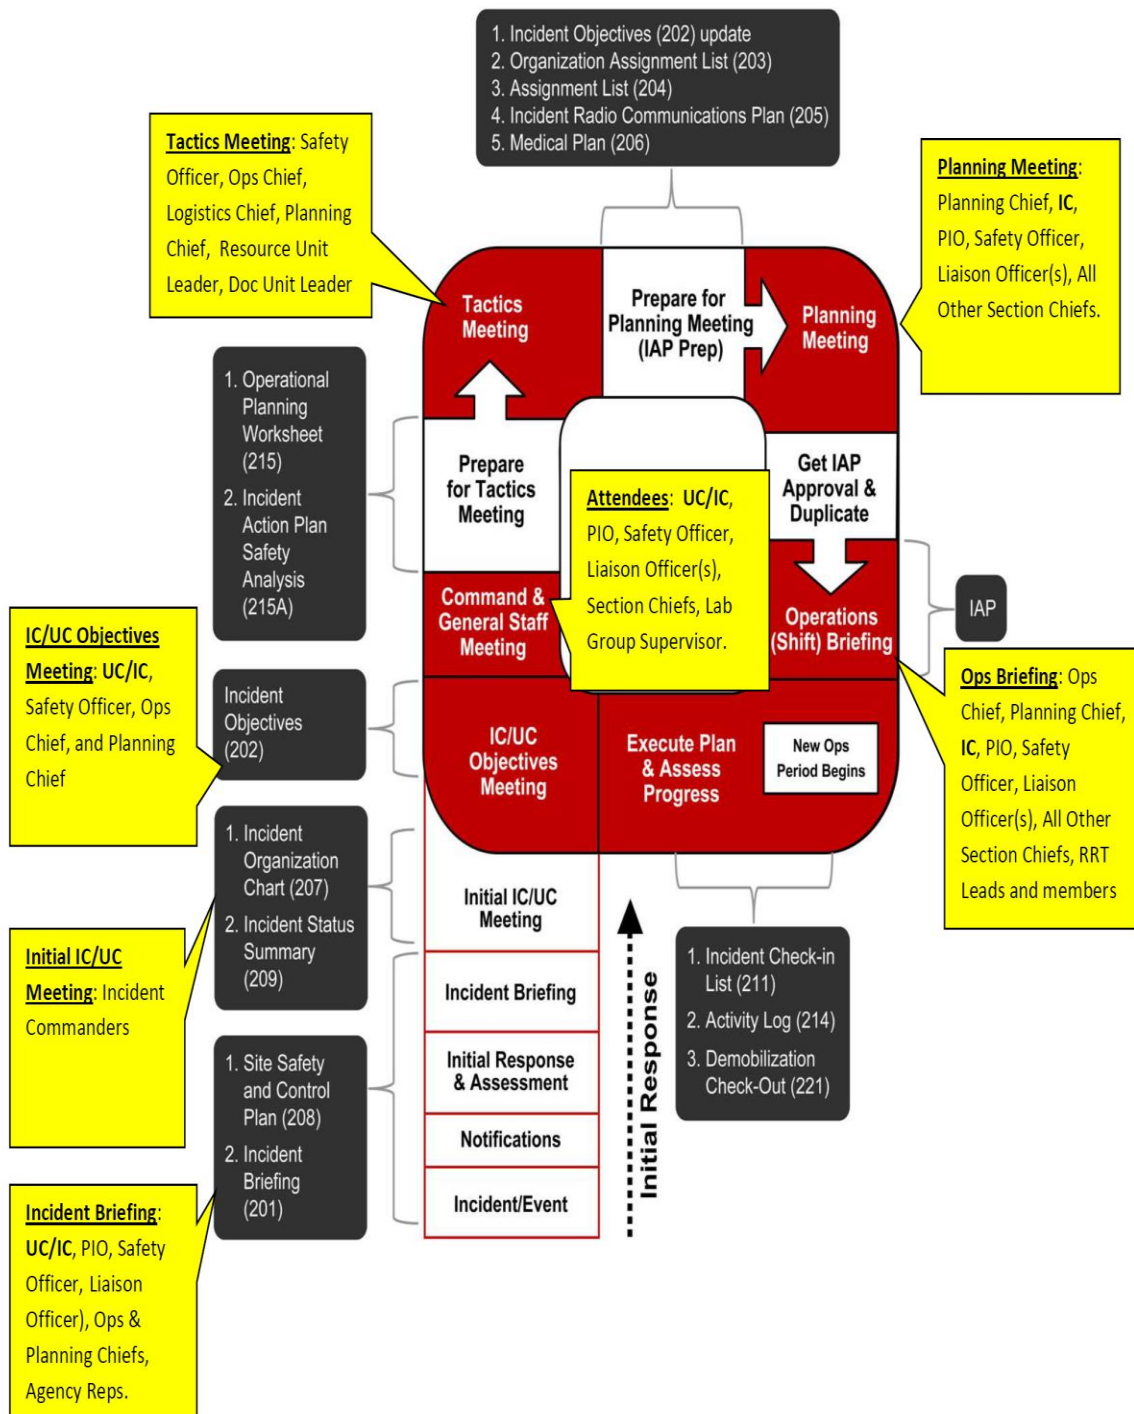 1. Incident Objectives (202) update
2. Organization Assignment List (203)
3. Assignment List (204)
4. Incident Radio Communications Plan (205)
5. Medical Plan (206)
Tactics Meeting: Safety
Officer, Ops Chief,
Logistics Chief, Planning
Chief, Resource Unit
Leader, Doc Unit Leader
Planning Meeting:
Planning Chief, IC,
PIO, Safety Officer,
Liaison Officer(s), All
Other Section Chiefs.
Tactics
Meeting
Prepare for
Planning Meeting
(IAP Prep)
Planning
Meeting
1. Operational
Planning
Worksheet
(215)
2. Incident
Action Plan
Safety
Analysis
(215A)
Prepare
for Tactics
Meeting
Get IAP
Approval &
Duplicate
Attendees: UC/IC,
PIO, Safety Officer,
Liaison Officer(s),
Section Chiefs, Lab
Group Supervisor.
Command &
General Staff
Meeting
Operations
(Shift) Briefing
IAP
IC/UC Objectives
Meeting: UC/IC,
Safety Officer, Ops
Chief, and Planning
Chief
Incident
Objectives
(202)
IC/UC
Objectives
Meeting
Execute Plan
& Assess
Progress
New Ops
Period Begins
Ops Briefing: Ops
Chief, Planning Chief,
IC, PIO, Safety
Officer, Liaison
Officer(s), All Other
Section Chiefs, RRT
Leads and members
1. Incident
Organization
Chart (207)
2. Incident Status
Summary
(209)
Initial IC/UC
Meeting
Initial IC/UC
Meeting: Incident
Commanders
Incident Briefing
Initial Response
& Assessment
Notifications
Incident/Event
Initial Response
1. Incident Check-in
List (211)
2. Activity Log (214)
3. Demobilization
Check-Out (221)
1. Site Safety
and Control
Plan (208)
2. Incident
Briefing
(201)
Incident Briefing:
UC/IC, PIO, Safety
Officer, Liaison
Officer), Ops &
Planning Chiefs,
Agency Reps.